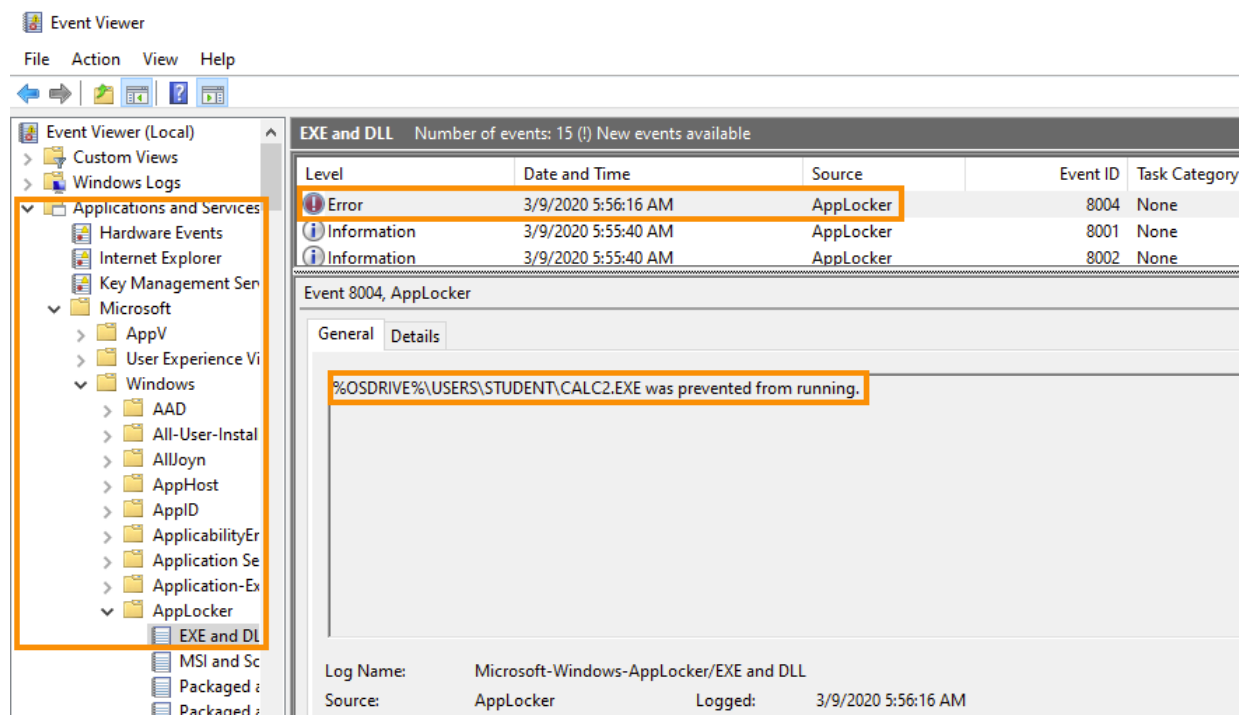 Event Viewer
File Action View Help
Event Viewer (Local)
Custom Views
Windows Logs
Applications and Services
Hardware Events
Internet Explorer
Key Management Ser
Microsoft
AppV
User Experience Vi
Windows
AAD
All-User-Instal
AllJoyn
AppHost
AppID
ApplicabilityEr
Application Se
Application-Ex
AppLocker
EXE and DL
MSI and Sc
Packaged a
Packaged a
EXE and DLL Number of events: 15 (!) New events available
Level Date and Time Source Event ID Task Category
Error 3/9/2020 5:56:16 AM AppLocker 8004 None
Information 3/9/2020 5:55:40 AM AppLocker 8001 None
Information 3/9/2020 5:55:40 AM AppLocker 8002 None
Event 8004, AppLocker
General Details
%OSDRIVE%\USERS\STUDENT\CALC2.EXE was prevented from running.
Log Name: Microsoft-Windows-AppLocker/EXE and DLL
Source: AppLocker Logged: 3/9/2020 5:56:16 AM